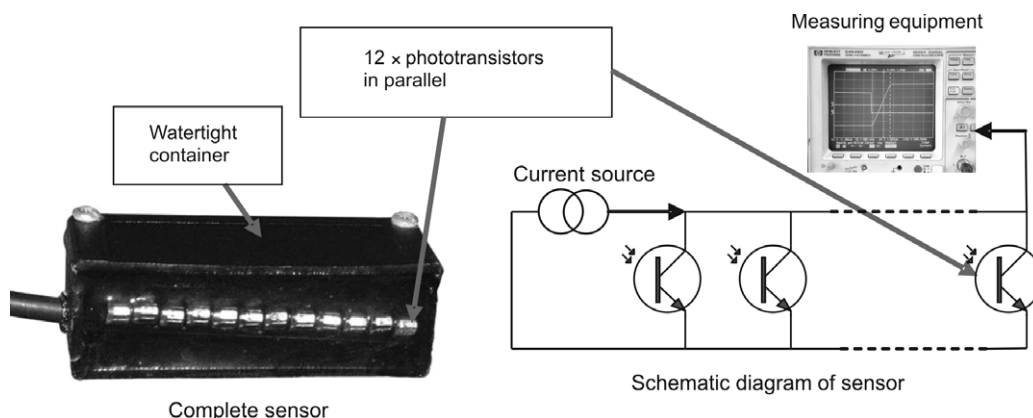 Measuring equipment
12 × phototransistors
in parallel
Watertight
container
Current source
Schematic diagram of sensor
Complete sensor